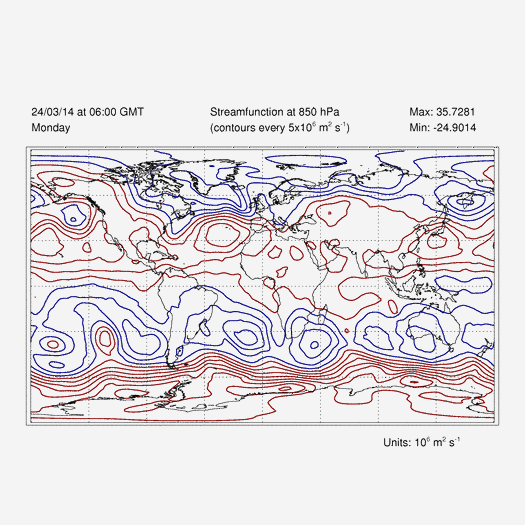 24/03/14 at 06:00 GMT
Streamfunction at 850 hPa
Max: 35.7281
Monday
(contours every 5x10⁶ m² s⁻¹)
Min: -24.9014
Units: 10⁶ m² s⁻¹